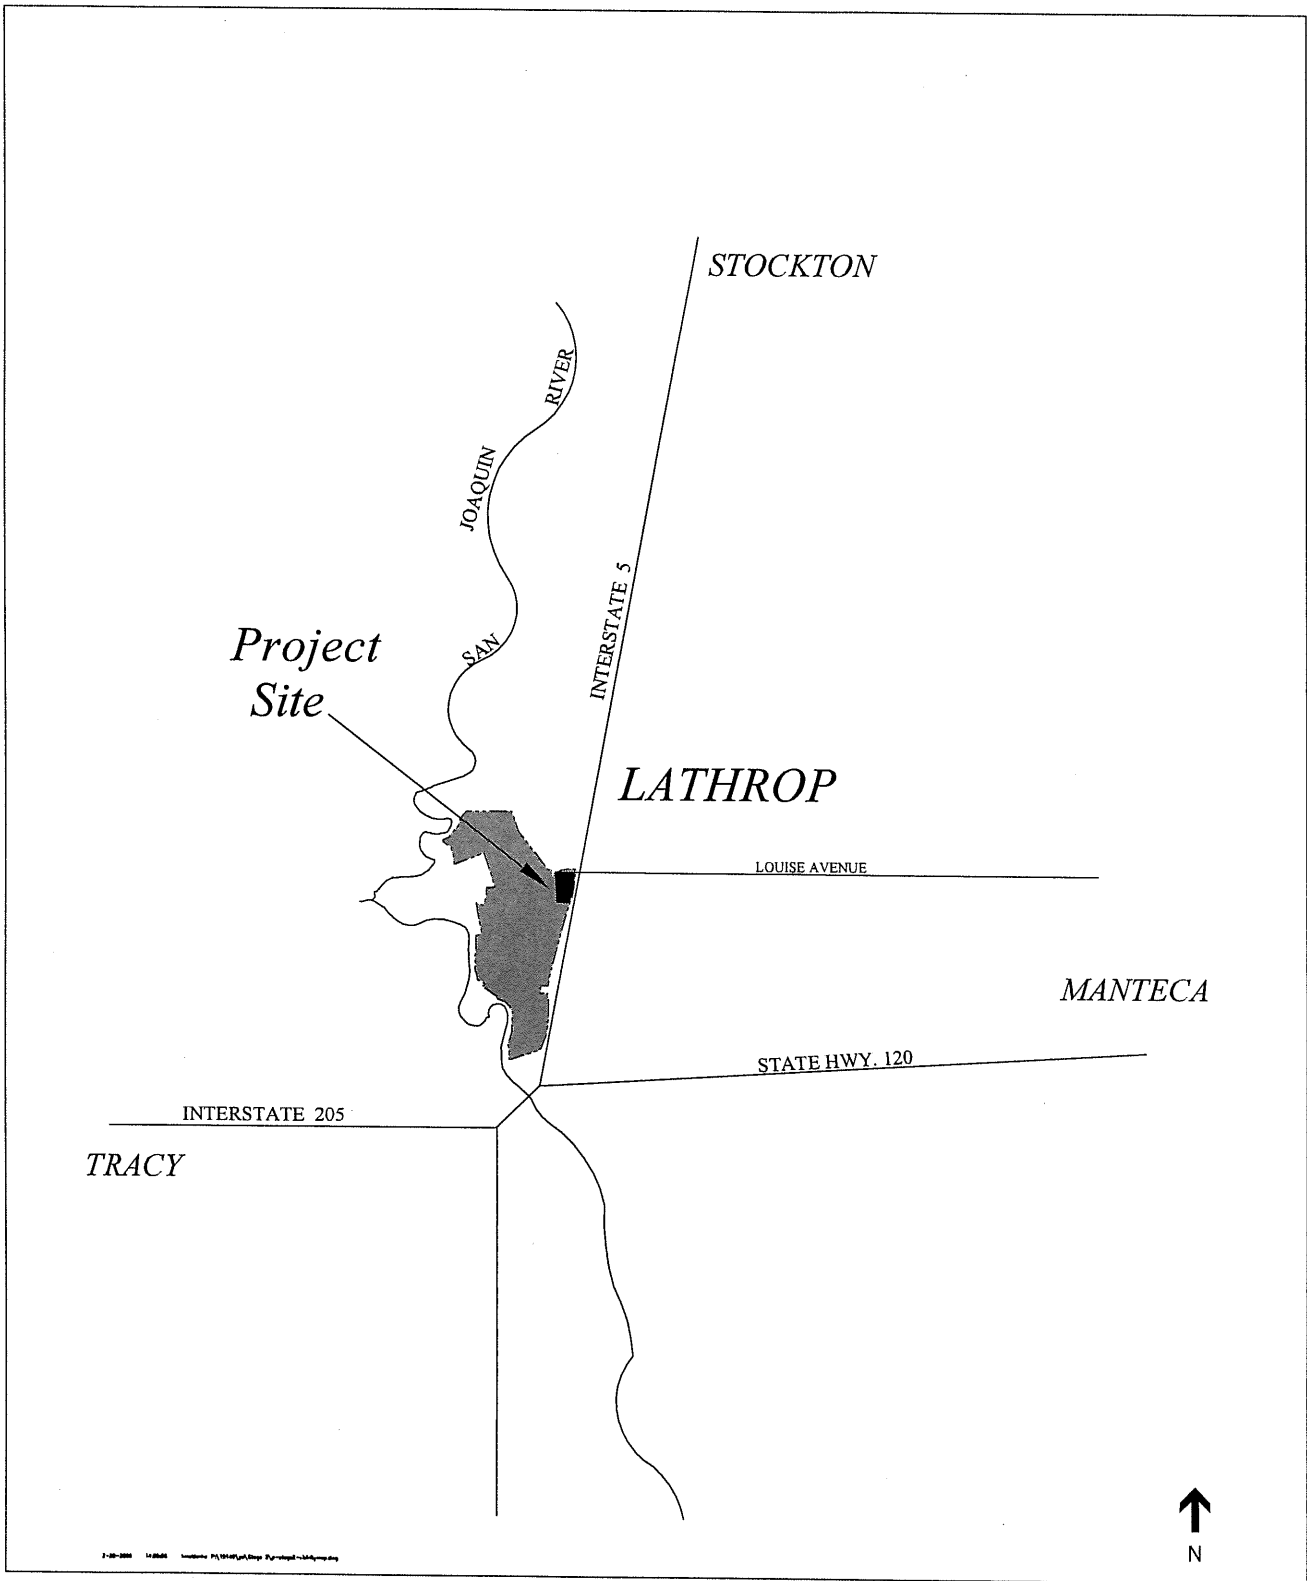 STOCKTON
RIVER
JOAQUIN
INTERSTATE 5
SAN
Project
Site
LATHROP
LOUISE AVENUE
MANTECA
STATE HWY. 120
INTERSTATE 205
TRACY
N